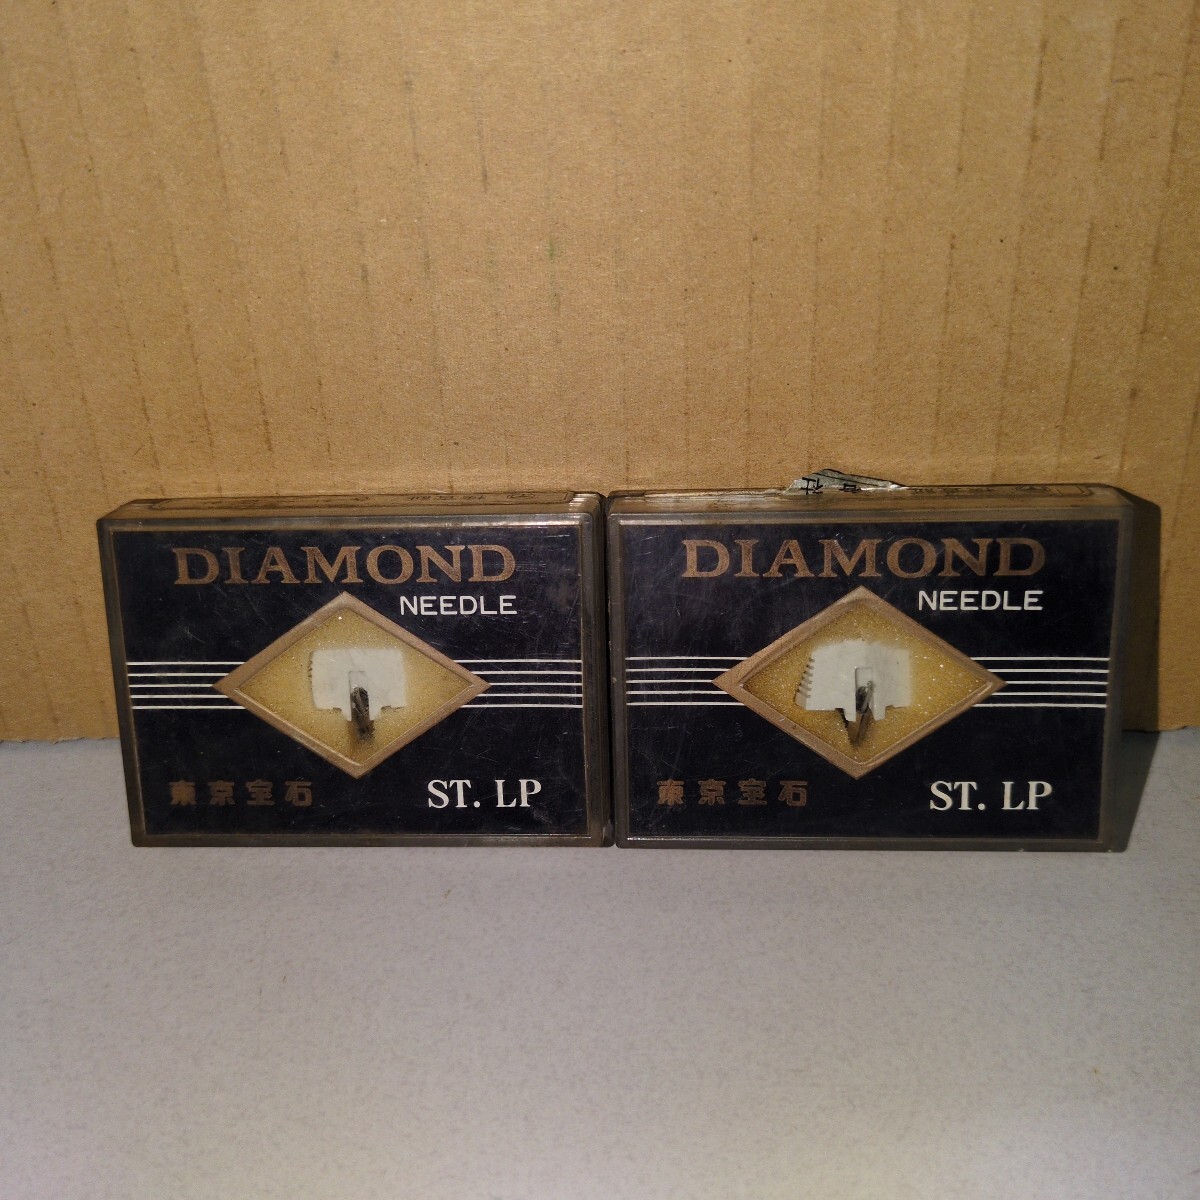 DIAMOND
NEEDLE
東京宝石
ST. LP
DIAMOND
NEEDLE
東京宝石
ST. LP